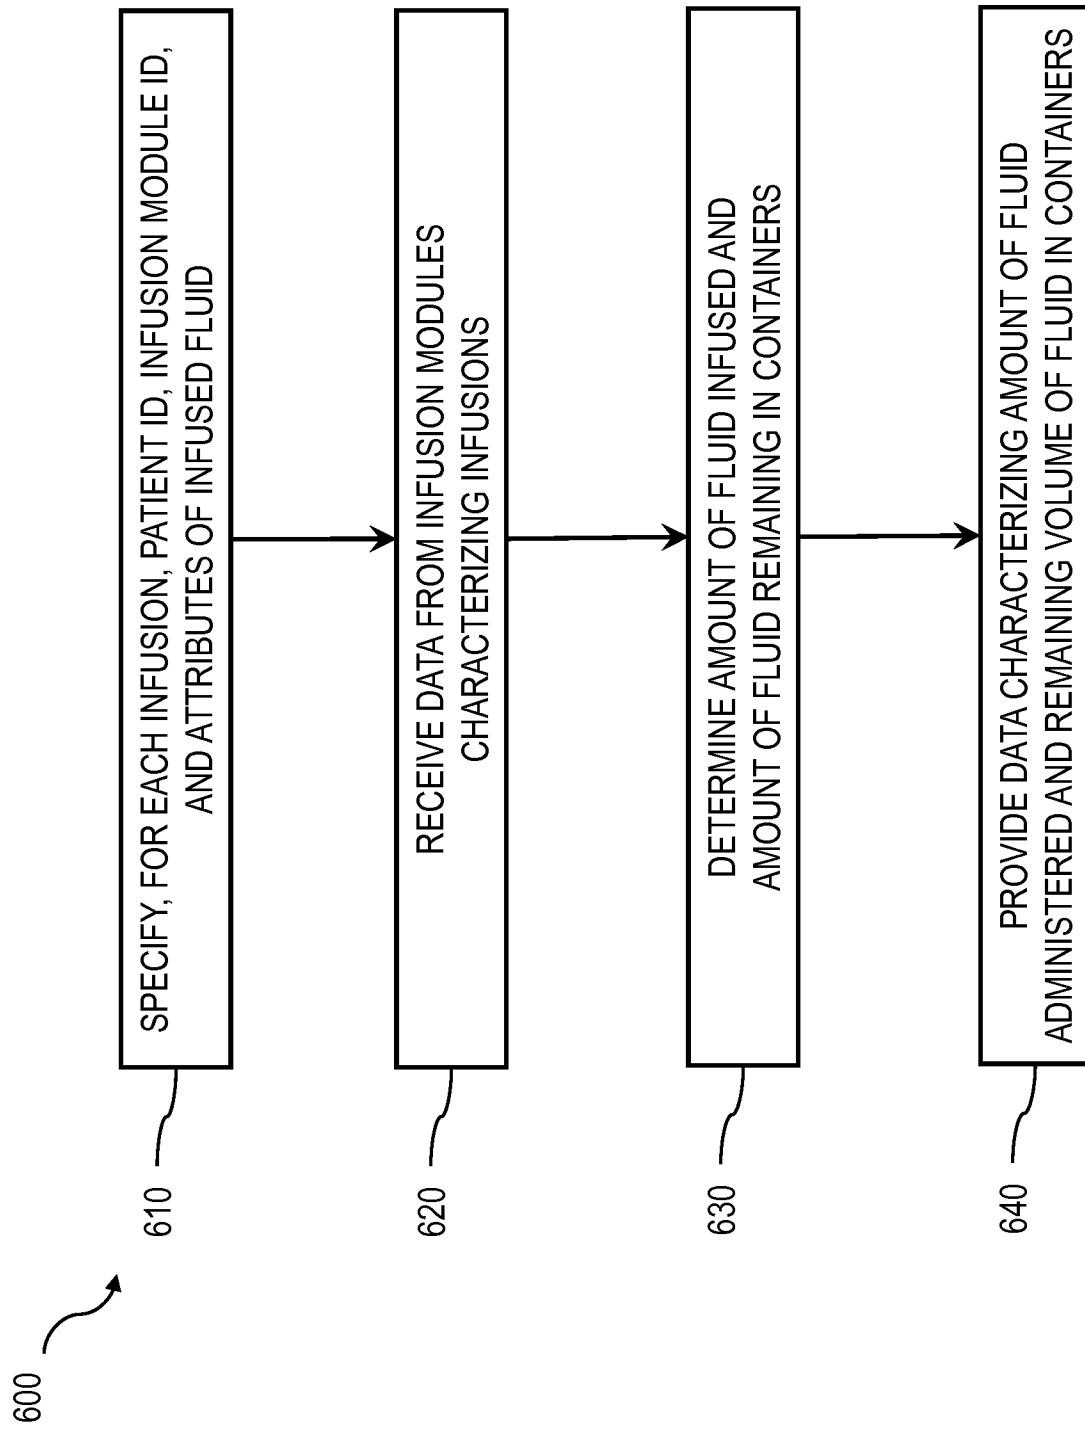 600
610
SPECIFY, FOR EACH INFUSION, PATIENT ID, INFUSION MODULE ID,
AND ATTRIBUTES OF INFUSED FLUID
620
RECEIVE DATA FROM INFUSION MODULES
CHARACTERIZING INFUSIONS
630
DETERMINE AMOUNT OF FLUID INFUSED AND
AMOUNT OF FLUID REMAINING IN CONTAINERS
640
PROVIDE DATA CHARACTERIZING AMOUNT OF FLUID
ADMINISTERED AND REMAINING VOLUME OF FLUID IN CONTAINERS